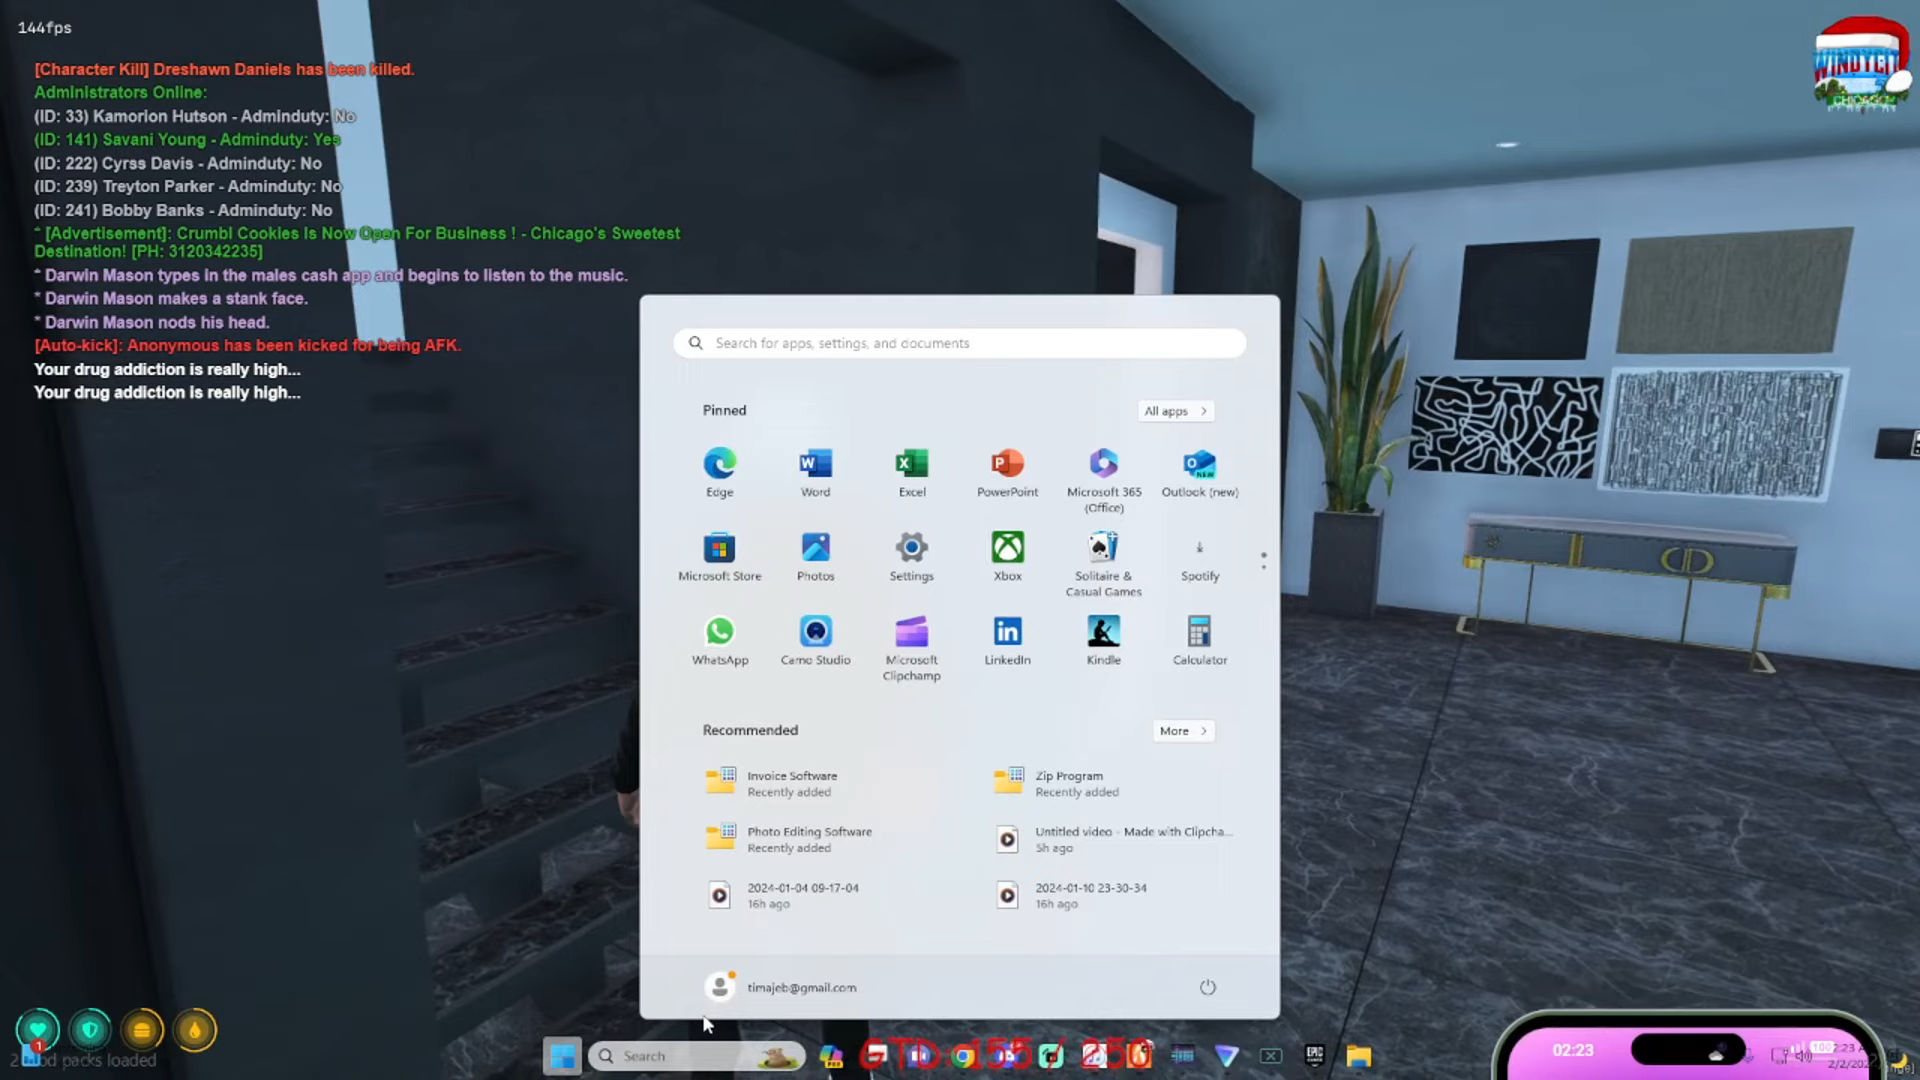 144fps
[Character Kill] Dreshawn Daniels has been killed.
Administrators Online:
(ID: 33) Kamorion Hutson - Adminduty: No
(ID: 141) Savani Young - Adminduty: Yes
(ID: 222) Cyrss Davis - Adminduty: No
(ID: 239) Treyton Parker - Adminduty: No
(ID: 241) Bobby Banks - Adminduty: No
* [Advertisement]: Crumbl Cookies Is Now Open For Business ! - Chicago's Sweetest
Destination! [PH: 3120342235]
* Darwin Mason types in the males cash app and begins to listen to the music.
* Darwin Mason makes a stank face.
* Darwin Mason nods his head.
[Auto-kick]: Anonymous has been kicked for being AFK.
Your drug addiction is really high...
Your drug addiction is really high...
WINDYCITY
CHICAGO
Search for apps, settings, and documents
Pinned
All apps
Edge
Word
Excel
PowerPoint
Microsoft 365
(Office)
Outlook (new)
Microsoft Store
Photos
Settings
Xbox
Solitaire &
Casual Games
Spotify
WhatsApp
Camo Studio
Microsoft
Clipchamp
LinkedIn
Kindle
Calculator
Recommended
More
Invoice Software
Recently added
Zip Program
Recently added
Photo Editing Software
Recently added
Untitled video - Made with Clipcha...
5h ago
2024-01-04 09-17-04
16h ago
2024-01-10 23-30-34
16h ago
timajeb@gmail.com
Search
GTD: 155 / 250
packs loaded
02:23
100